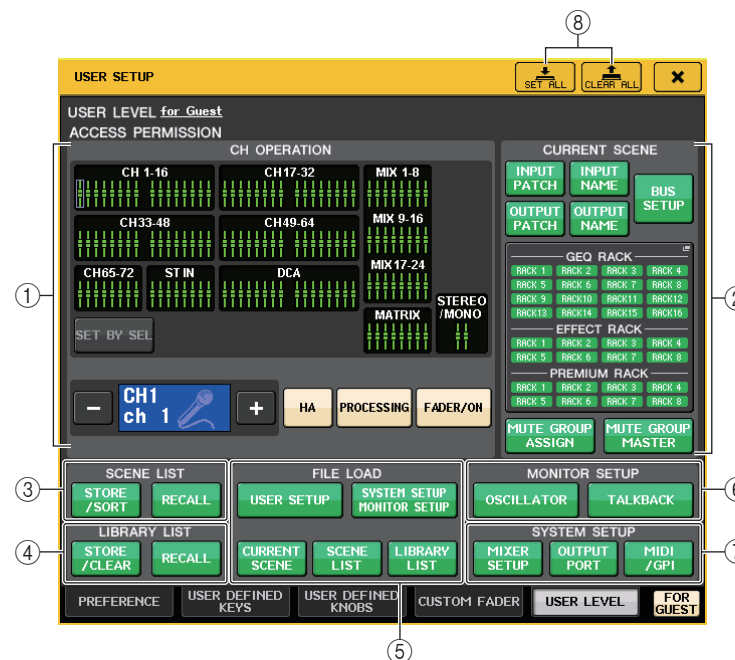 8
USER SETUP
SET ALL
CLEAR ALL
USER LEVEL for Guest
ACCESS PERMISSION
1
CH OPERATION
CH 1-16
CH17-32
MIX 1-8
CH33-48
CH49-64
MIX 9-16
CH65-72
ST IN
DCA
MIX17-24
MATRIX
STEREO
/MONO
SET BY SEL
CH1
ch 1
HA
PROCESSING
FADER/ON
2
CURRENT SCENE
INPUT
PATCH
INPUT
NAME
BUS
SETUP
OUTPUT
PATCH
OUTPUT
NAME
GEQ RACK
RACK 1 RACK 2 RACK 3 RACK 4
RACK 5 RACK 6 RACK 7 RACK 8
RACK 9 RACK10 RACK11 RACK12
RACK13 RACK14 RACK15 RACK16
EFFECT RACK
RACK 1 RACK 2 RACK 3 RACK 4
RACK 5 RACK 6 RACK 7 RACK 8
PREMIUM RACK
RACK 1 RACK 2 RACK 3 RACK 4
RACK 5 RACK 6 RACK 7 RACK 8
MUTE GROUP
ASSIGN
MUTE GROUP
MASTER
3
SCENE LIST
STORE
/SORT
RECALL
4
LIBRARY LIST
STORE
/CLEAR
RECALL
FILE LOAD
USER SETUP
SYSTEM SETUP
MONITOR SETUP
CURRENT
SCENE
SCENE
LIST
LIBRARY
LIST
5
MONITOR SETUP
OSCILLATOR
TALKBACK
6
SYSTEM SETUP
MIXER
SETUP
OUTPUT
PORT
MIDI
/GPI
7
PREFERENCE
USER DEFINED
KEYS
USER DEFINED
KNOBS
CUSTOM FADER
USER LEVEL
FOR
GUEST